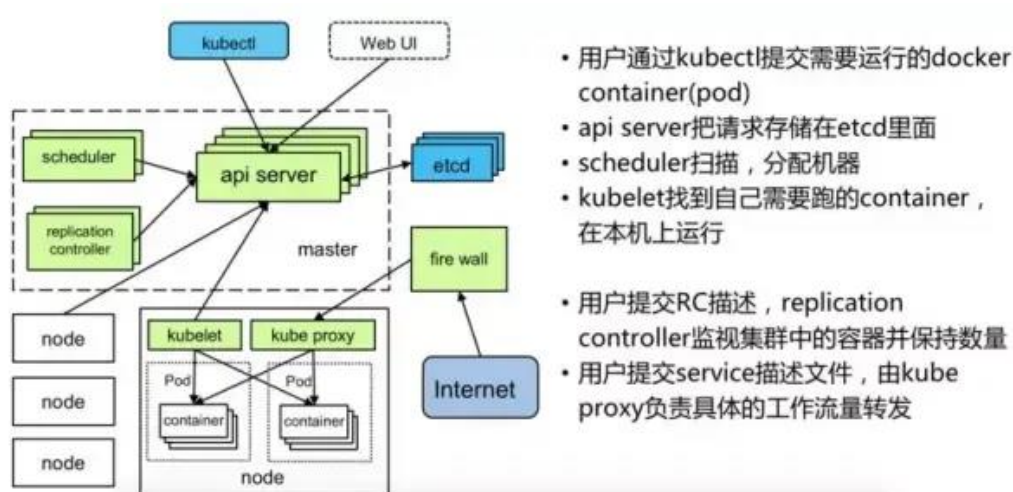 kubectl
Web UI
scheduler
api server
etcd
replication
controller
master
fire wall
node
kubelet
kube proxy
Pod
Pod
container
container
node
node
node
Internet
• 用户通过kubectl提交需要运行的docker
container(pod)
• api server把请求存储在etcd里面
• scheduler扫描，分配机器
• kubelet找到自己需要跑的container，
在本机上运行
• 用户提交RC描述，replication
controller监视集群中的容器并保持数量
• 用户提交service描述文件，由kube
proxy负责具体的工作流量转发